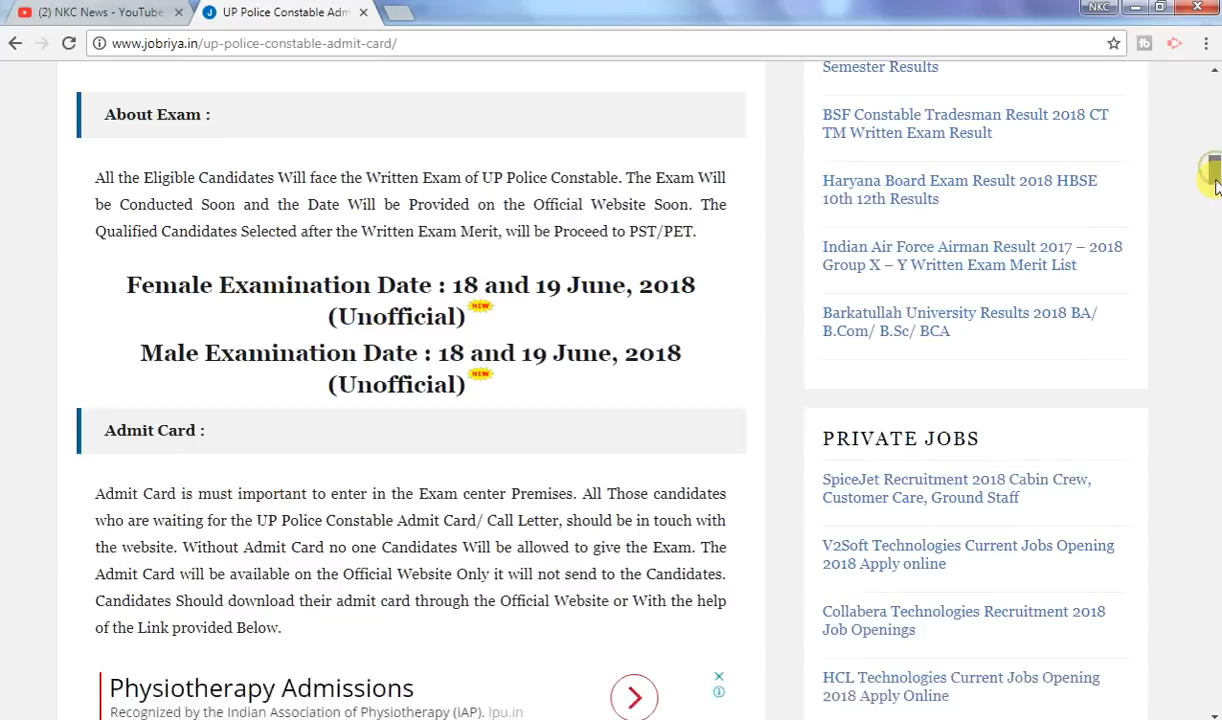 (2) NKC News - YouTube
UP Police Constable Adm
NKC
www.jobriya.in/up-police-constable-admit-card/
About Exam :
All the Eligible Candidates Will face the Written Exam of UP Police Constable. The Exam Will
be Conducted Soon and the Date Will be Provided on the Official Website Soon. The
Qualified Candidates Selected after the Written Exam Merit, will be Proceed to PST/PET.
Female Examination Date : 18 and 19 June, 2018
(Unofficial) NEW
Male Examination Date : 18 and 19 June, 2018
(Unofficial) NEW
Admit Card :
Admit Card is must important to enter in the Exam center Premises. All Those candidates
who are waiting for the UP Police Constable Admit Card/ Call Letter, should be in touch with
the website. Without Admit Card no one Candidates Will be allowed to give the Exam. The
Admit Card will be available on the Official Website Only it will not send to the Candidates.
Candidates Should download their admit card through the Official Website or With the help
of the Link provided Below.
Physiotherapy Admissions
Recognized by the Indian Association of Physiotherapy (IAP). lpu.in
Semester Results
BSF Constable Tradesman Result 2018 CT
TM Written Exam Result
Haryana Board Exam Result 2018 HBSE
10th 12th Results
Indian Air Force Airman Result 2017 – 2018
Group X – Y Written Exam Merit List
Barkatullah University Results 2018 BA/
B.Com/ B.Sc/ BCA
PRIVATE JOBS
SpiceJet Recruitment 2018 Cabin Crew,
Customer Care, Ground Staff
V2Soft Technologies Current Jobs Opening
2018 Apply online
Collabera Technologies Recruitment 2018
Job Openings
HCL Technologies Current Jobs Opening
2018 Apply Online